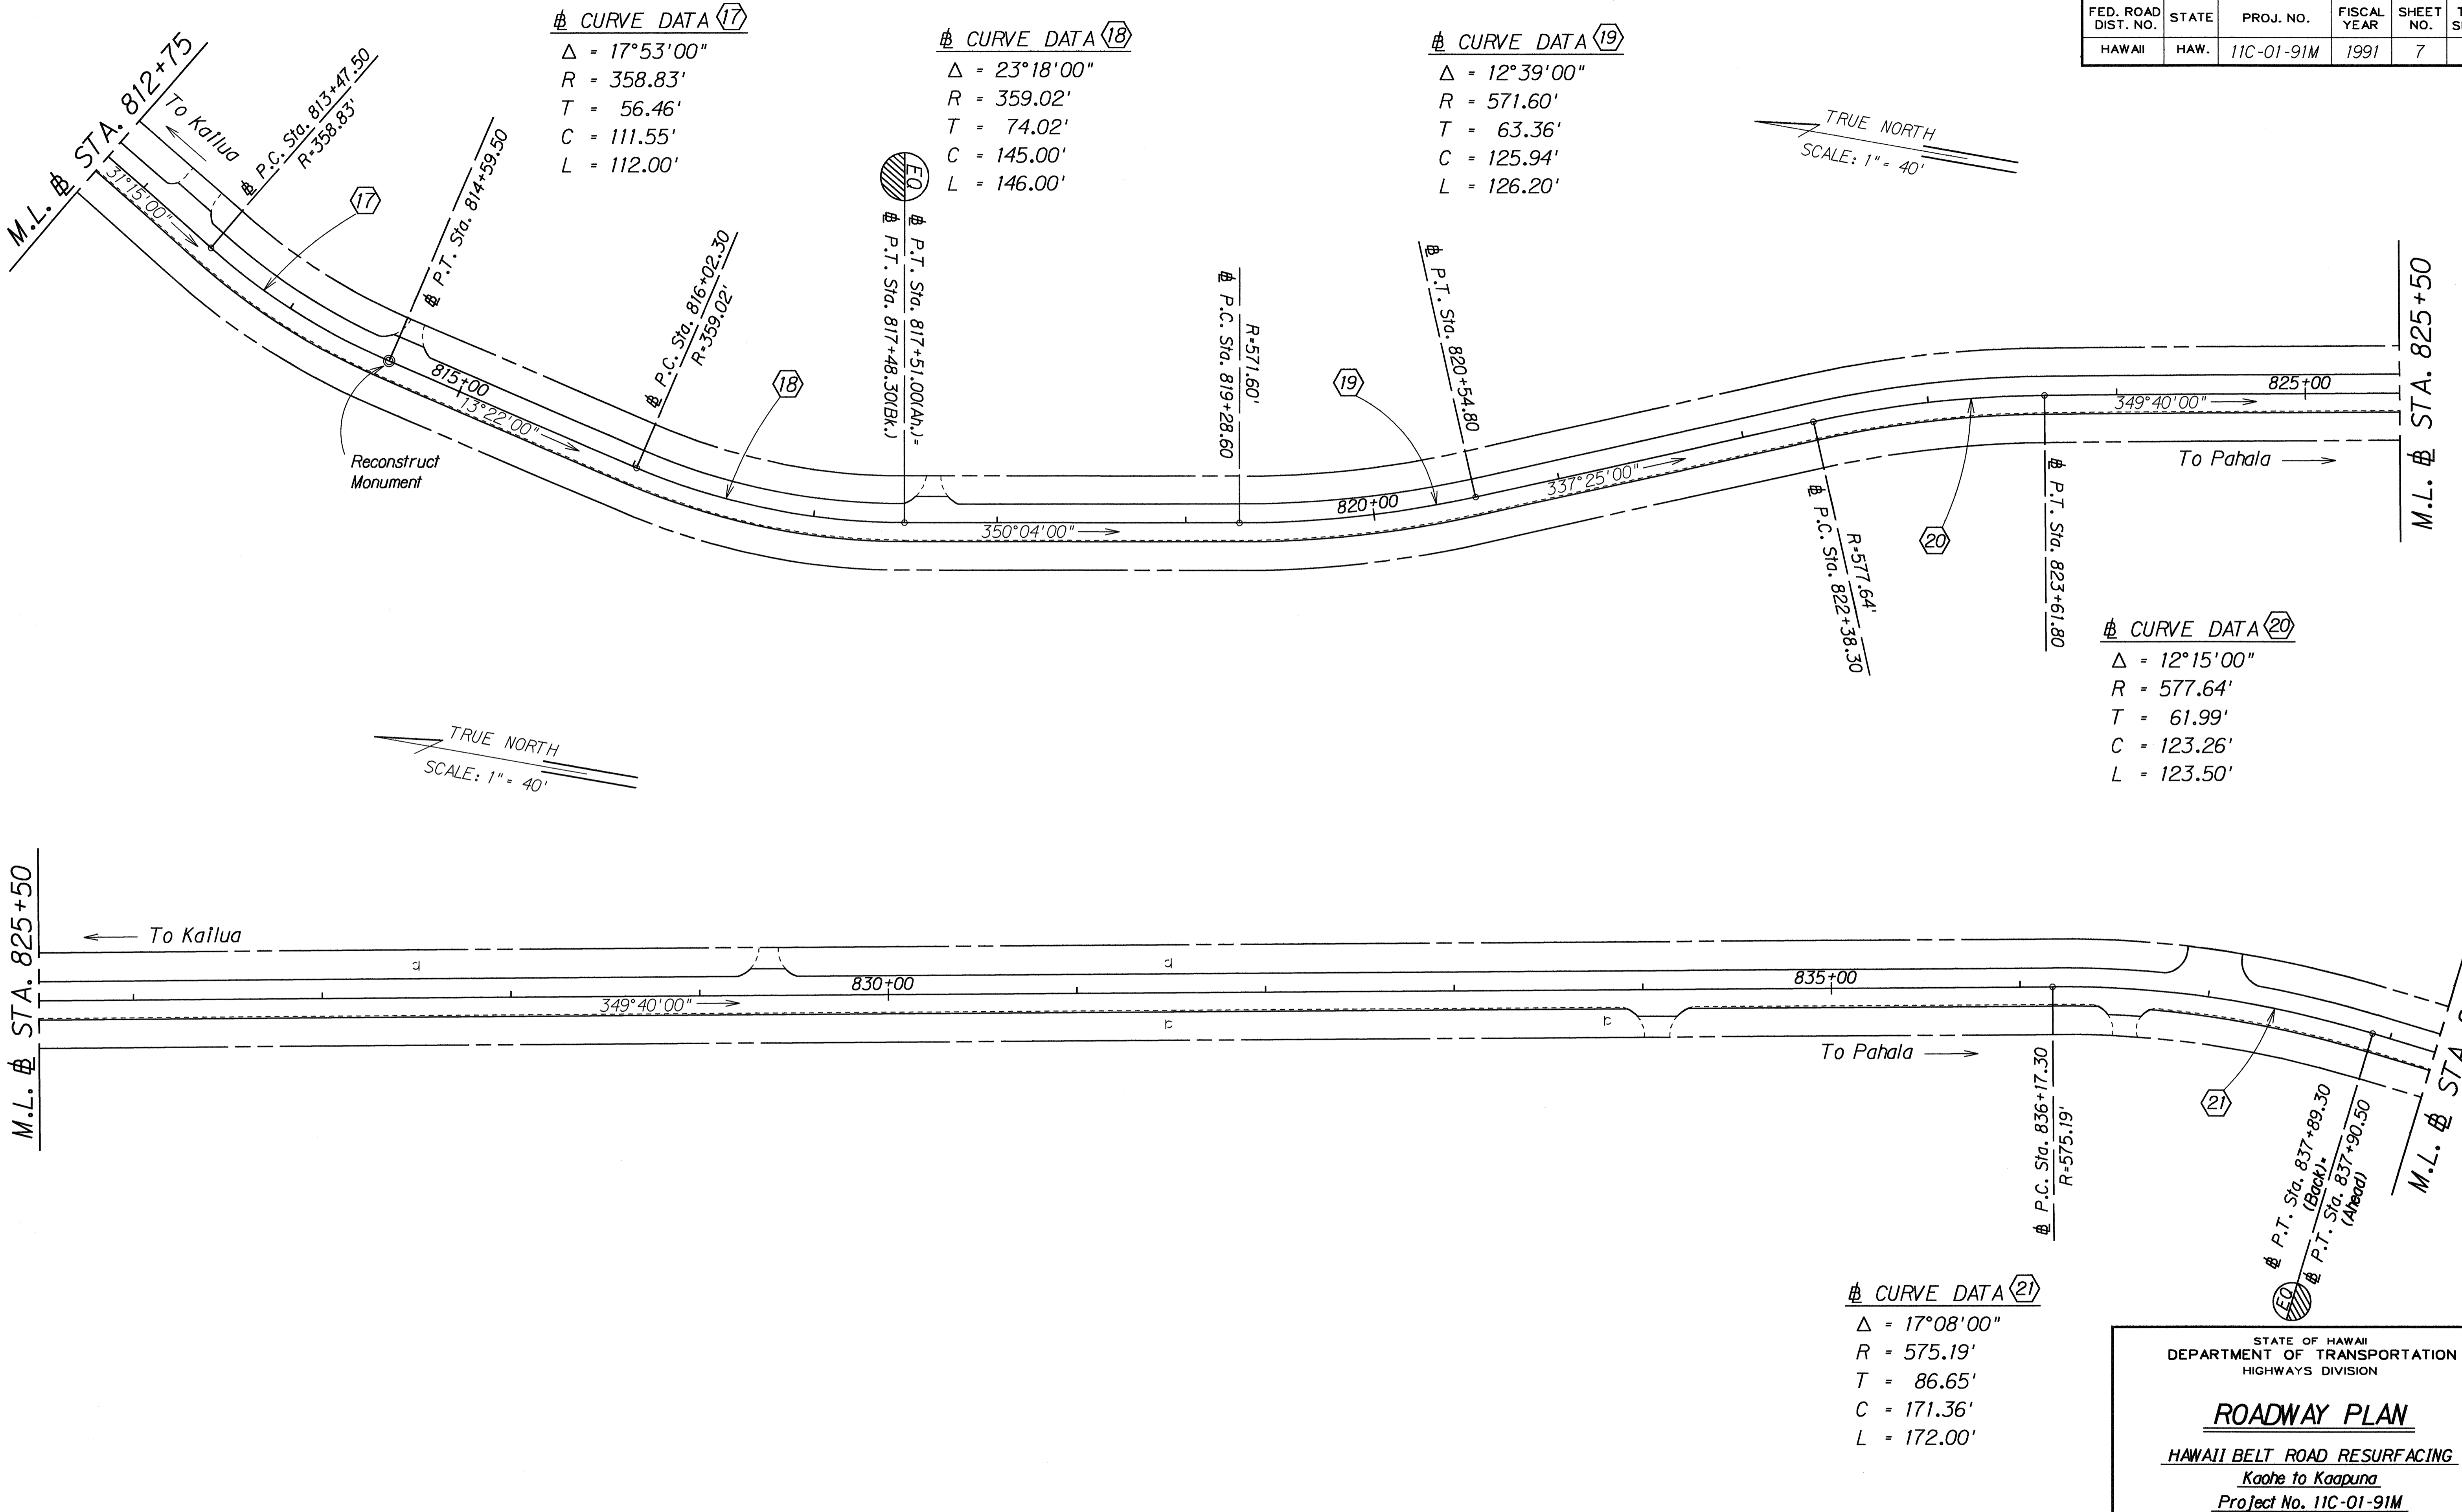 FED. ROAD DIST. NO. STATE PROJ. NO. FISCAL YEAR SHEET NO.
HAWAII HAW. 11C-01-91M 1991 7
℔ CURVE DATA 17
Δ = 17°53'00"
R = 358.83'
T = 56.46'
C = 111.55'
L = 112.00'
℔ CURVE DATA 18
Δ = 23°18'00"
R = 359.02'
T = 74.02'
C = 145.00'
L = 146.00'
℔ CURVE DATA 19
Δ = 12°39'00"
R = 571.60'
T = 63.36'
C = 125.94'
L = 126.20'
TRUE NORTH
SCALE: 1" = 40'
M.L. ℔ STA. 812+75
To Kailua
31°15'00"
℔ P.C. Sta. 813+47.50
R=358.83'
17
℔ P.T. Sta. 814+59.50
Reconstruct
Monument
815+00
13°22'00"
℔ P.C. Sta. 816+02.30
R=359.02'
18
EQ
℔ P.T. Sta. 817+51.00(Ah.)=
℔ P.T. Sta. 817+48.30(Bk.)
350°04'00"
R=571.60'
℔ P.C. Sta. 819+28.60
19
820+00
℔ P.T. Sta. 820+54.80
337°25'00"
R=577.64'
℔ P.C. Sta. 822+38.30
20
℔ P.T. Sta. 823+61.80
349°40'00"
825+00
To Pahala
M.L. ℔ STA. 825+50
℔ CURVE DATA 20
Δ = 12°15'00"
R = 577.64'
T = 61.99'
C = 123.26'
L = 123.50'
TRUE NORTH
SCALE: 1" = 40'
M.L. ℔ STA. 825+50
To Kailua
349°40'00"
830+00
835+00
To Pahala
℔ P.C. Sta. 836+17.30
R=575.19'
21
℔ P.T. Sta. 837+89.30
(Back)=
℔ P.T. Sta. 837+90.50
(Ahead)
EQ
M.L. ℔ STA
℔ CURVE DATA 21
Δ = 17°08'00"
R = 575.19'
T = 86.65'
C = 171.36'
L = 172.00'
STATE OF HAWAII
DEPARTMENT OF TRANSPORTATION
HIGHWAYS DIVISION
ROADWAY PLAN
HAWAII BELT ROAD RESURFACING
Kaohe to Kaapuna
Project No. 11C-01-91M